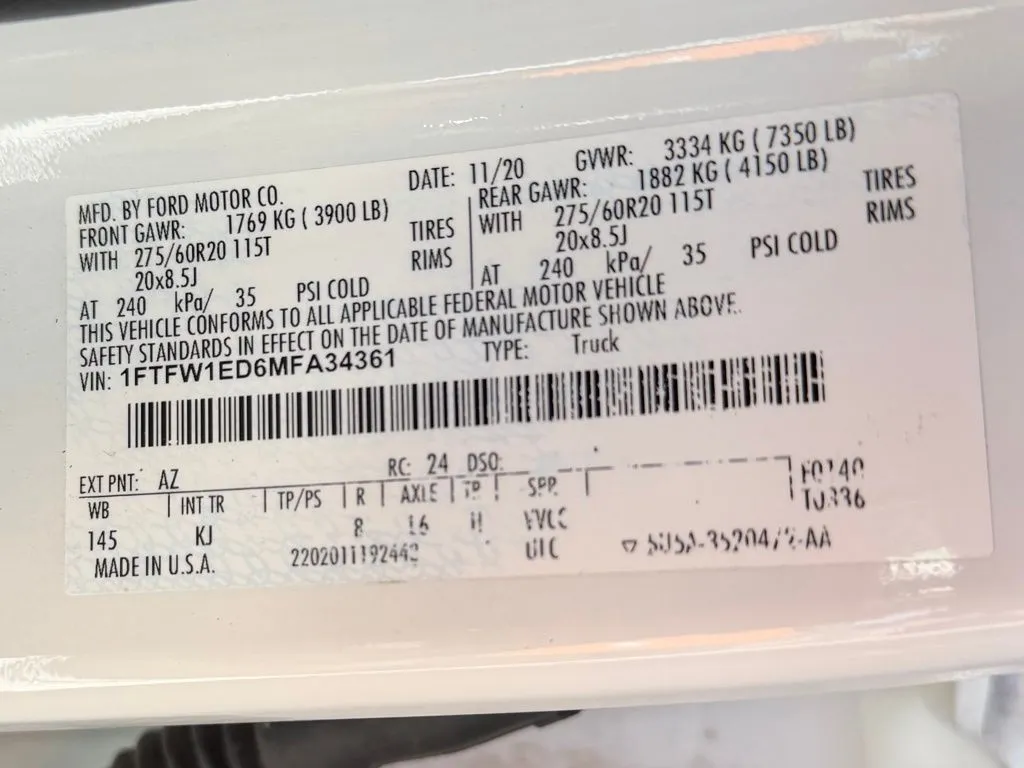 MFD. BY FORD MOTOR CO.
DATE: 11/20 GVWR: 3334 KG ( 7350 LB)
FRONT GAWR: 1769 KG ( 3900 LB)
REAR GAWR: 1882 KG ( 4150 LB)
WITH 275/60R20 115T TIRES
WITH 275/60R20 115T TIRES
20x8.5J RIMS
20x8.5J RIMS
AT 240 kPa/ 35 PSI COLD
AT 240 kPa/ 35 PSI COLD
THIS VEHICLE CONFORMS TO ALL APPLICABLE FEDERAL MOTOR VEHICLE
SAFETY STANDARDS IN EFFECT ON THE DATE OF MANUFACTURE SHOWN ABOVE.
VIN: 1FTFW1ED6MFA34361 TYPE: Truck
EXT PNT: AZ RC: 24 DSO:
WB INT TR TP/PS R AXLE TP SPR
145 KJ 8 L6 H
MADE IN U.S.A. 2202011192442